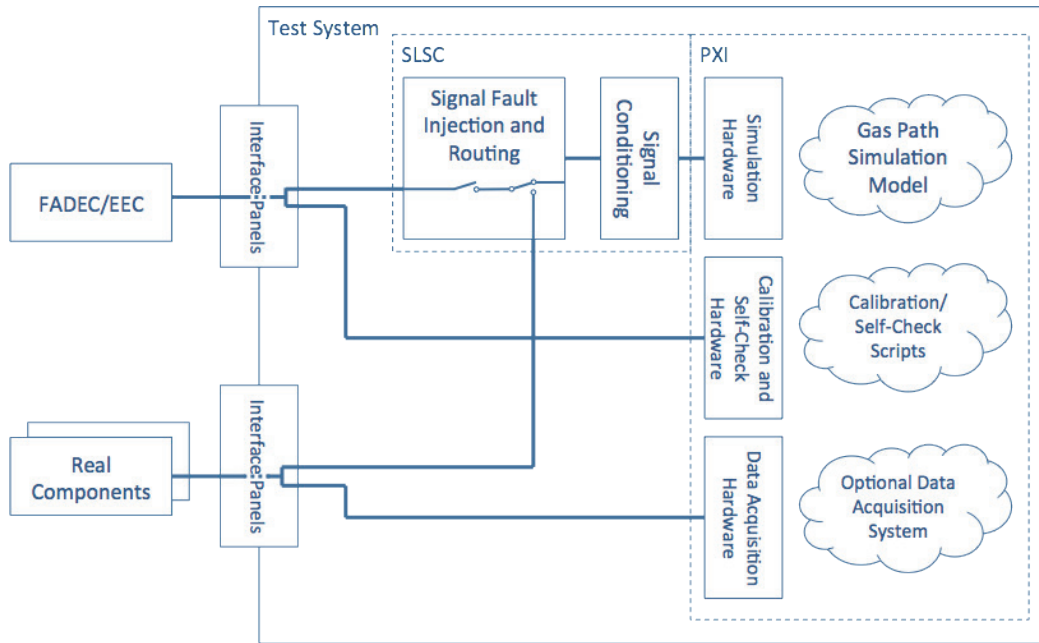 Test System
SLSC
PXI
Signal Fault
Injection and
Routing
Signal
Conditioning
Simulation
Hardware
Gas Path
Simulation
Model
Interface Panels
FADEC/EEC
Calibration and
Self-Check
Hardware
Calibration/
Self-Check
Scripts
Interface Panels
Real
Components
Data Acquisition
Hardware
Optional Data
Acquisition
System